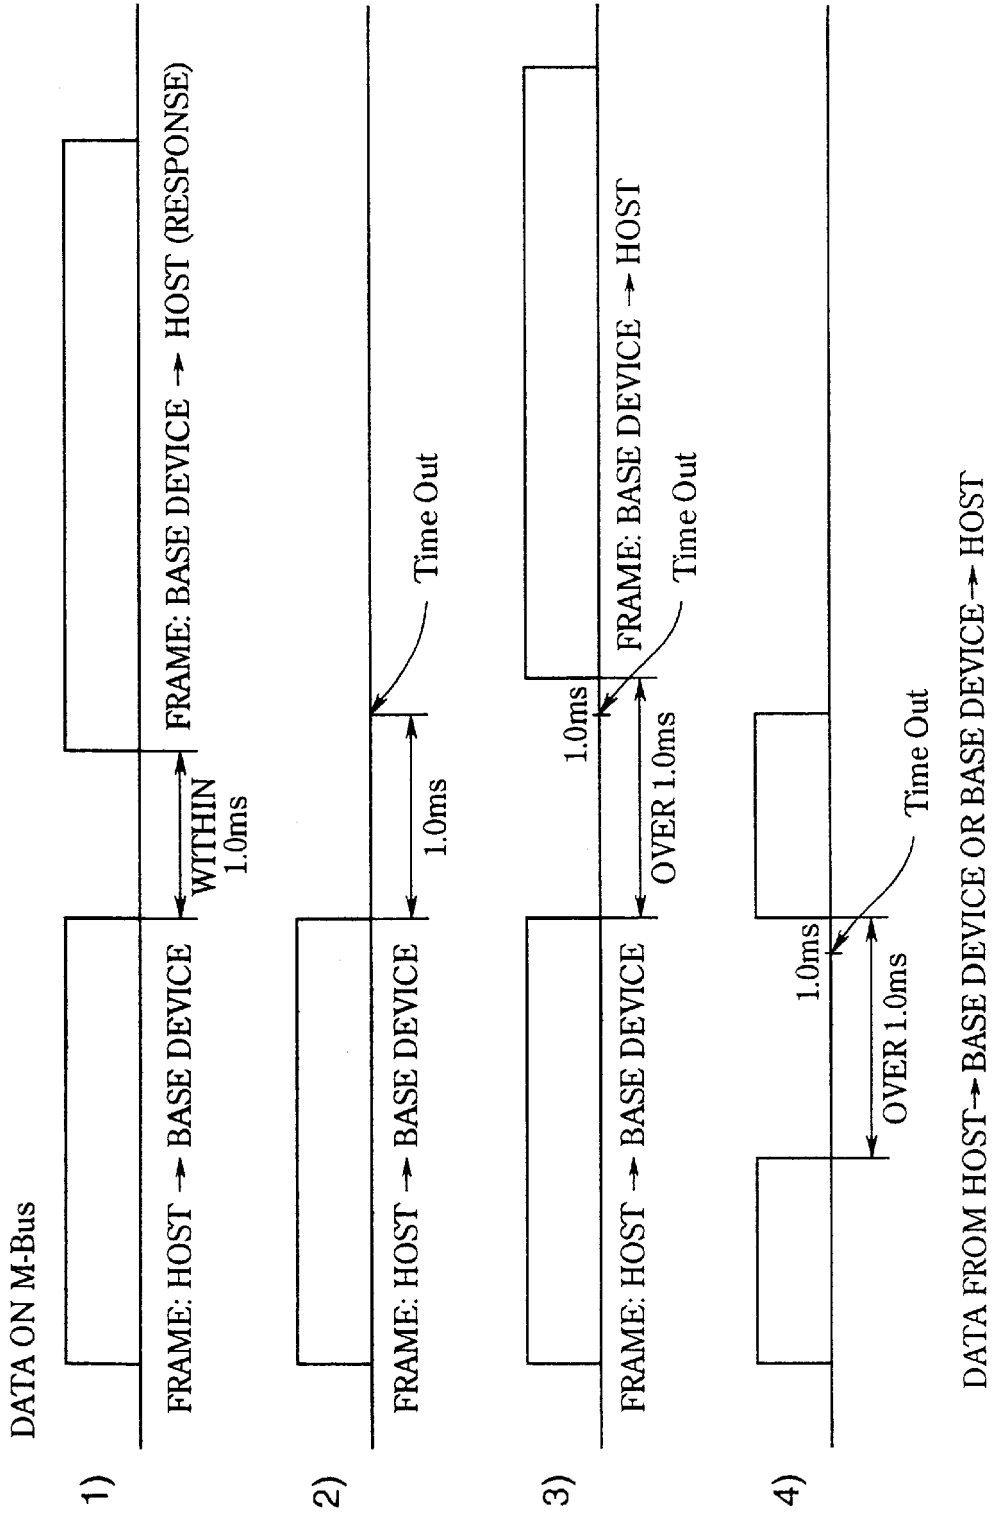 DATA ON M-Bus
1)
FRAME: HOST → BASE DEVICE
WITHIN
1.0ms
FRAME: BASE DEVICE → HOST (RESPONSE)
2)
FRAME: HOST → BASE DEVICE
1.0ms
Time Out
3)
FRAME: HOST → BASE DEVICE
1.0ms
OVER 1.0ms
FRAME: BASE DEVICE → HOST
Time Out
4)
1.0ms
OVER 1.0ms
Time Out
DATA FROM HOST→BASE DEVICE OR BASE DEVICE→HOST